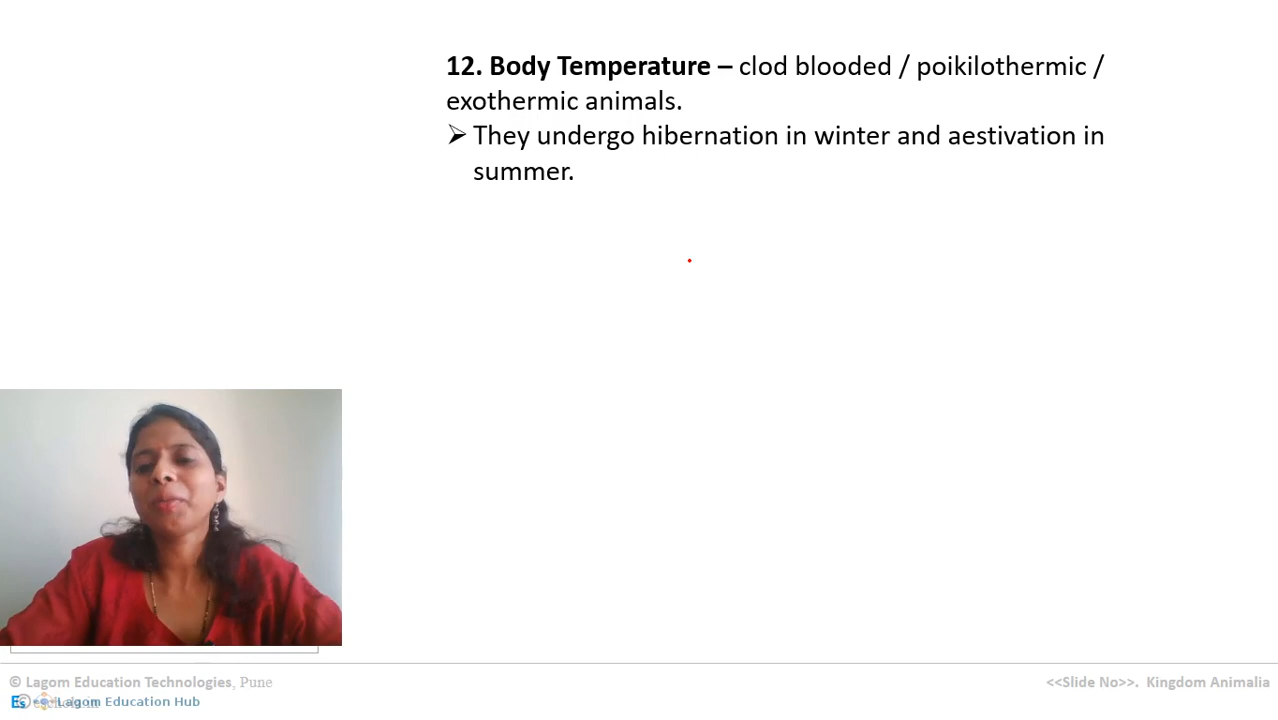 12. Body Temperature – clod blooded / poikilothermic /
exothermic animals.
➢ They undergo hibernation in winter and aestivation in
summer.
© Lagom Education Technologies, Pune
<<Slide No>>. Kingdom Animalia
Lagom Education Hub